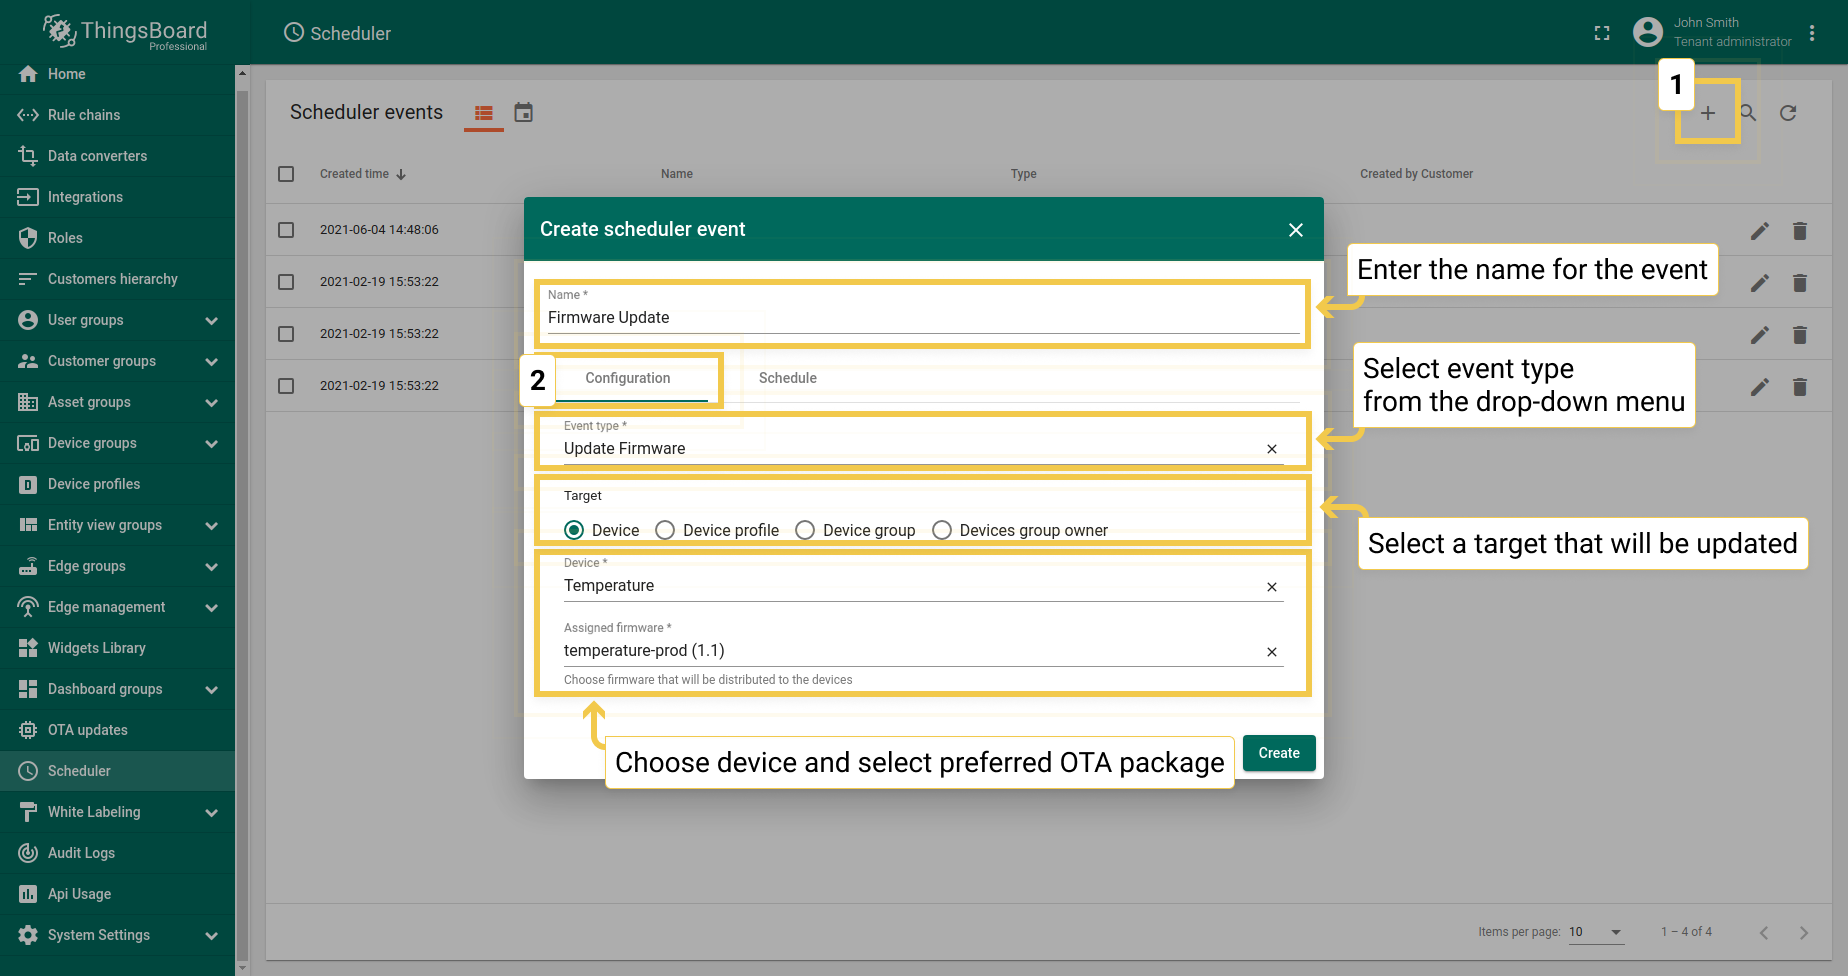 ThingsBoard
Professional
Scheduler
John Smith
Tenant administrator
Home
Rule chains
Data converters
Integrations
Roles
Customers hierarchy
User groups
Customer groups
Asset groups
Device groups
Device profiles
Entity view groups
Edge groups
Edge management
Widgets Library
Dashboard groups
OTA updates
Scheduler
White Labeling
Audit Logs
Api Usage
System Settings
Scheduler events
1
Created time
Name
Type
Created by Customer
2021-06-04 14:48:06
2021-02-19 15:53:22
2021-02-19 15:53:22
2021-02-19 15:53:22
Create scheduler event
Name *
Firmware Update
Enter the name for the event
2
Configuration
Schedule
Select event type
from the drop-down menu
Event type *
Update Firmware
Target
Device
Device profile
Device group
Devices group owner
Select a target that will be updated
Device *
Temperature
Assigned firmware *
temperature-prod (1.1)
Choose firmware that will be distributed to the devices
Choose device and select preferred OTA package
Create
Items per page:
10
1 – 4 of 4